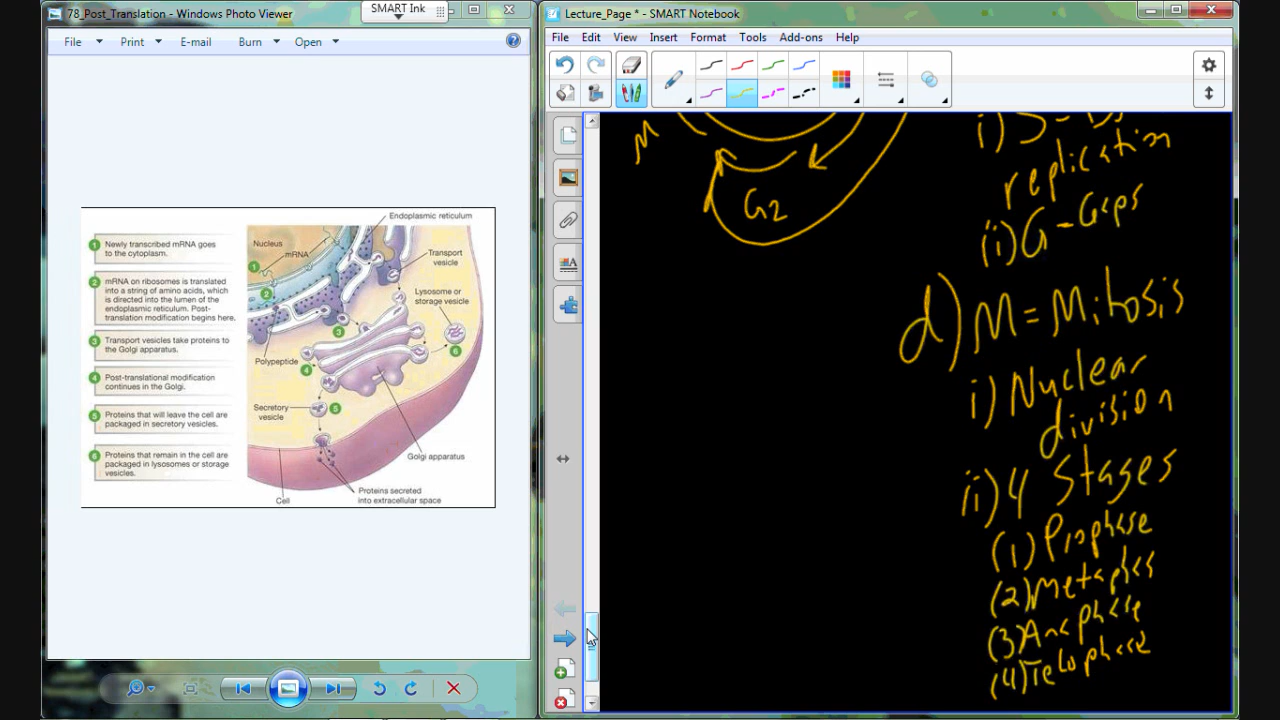 78_Post_Translation - Windows Photo Viewer
SMART Ink
File Print E-mail Burn Open
Endoplasmic reticulum
Nucleus
mRNA
Transport
vesicle
Lysosome or
storage vesicle
Polypeptide
Secretory
vesicle
Golgi apparatus
Cell
Proteins secreted
into extracellular space
1 Newly transcribed mRNA goes
to the cytoplasm.
2 mRNA on ribosomes is translated
into a string of amino acids, which
is directed into the lumen of the
endoplasmic reticulum. Post-
translation modification begins here.
3 Transport vesicles take proteins to
the Golgi apparatus.
4 Post-translational modification
continues in the Golgi.
5 Proteins that will leave the cell are
packaged in secretory vesicles.
6 Proteins that remain in the cell are
packaged in lysosomes or storage
vesicles.
1
2
3
4
5
6
Lecture_Page * - SMART Notebook
File Edit View Insert Format Tools Add-ons Help
M
G2
i) S -
replication
ii) G - Gaps
d) M = Mitosis
i) Nuclear
division
ii) 4 Stages
(1) Prophase
(2) Metaphas
(3) Anaphase
(4) Telophase